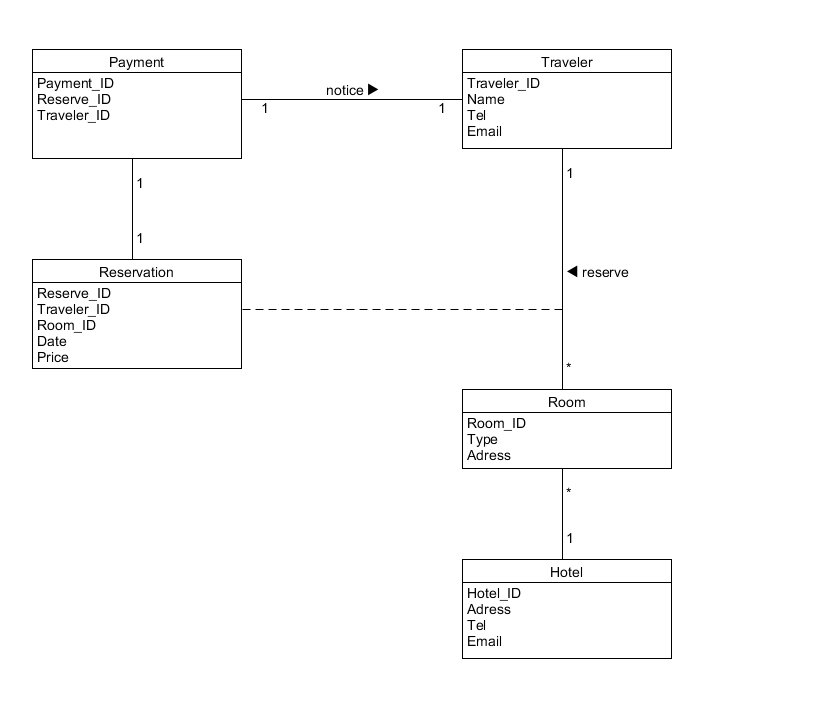 Payment
Payment_ID
Reserve_ID
Traveler_ID
notice ▶
1
1
Traveler
Traveler_ID
Name
Tel
Email
1
1
1
◀ reserve
*
Reservation
Reserve_ID
Traveler_ID
Room_ID
Date
Price
Room
Room_ID
Type
Adress
*
1
Hotel
Hotel_ID
Adress
Tel
Email